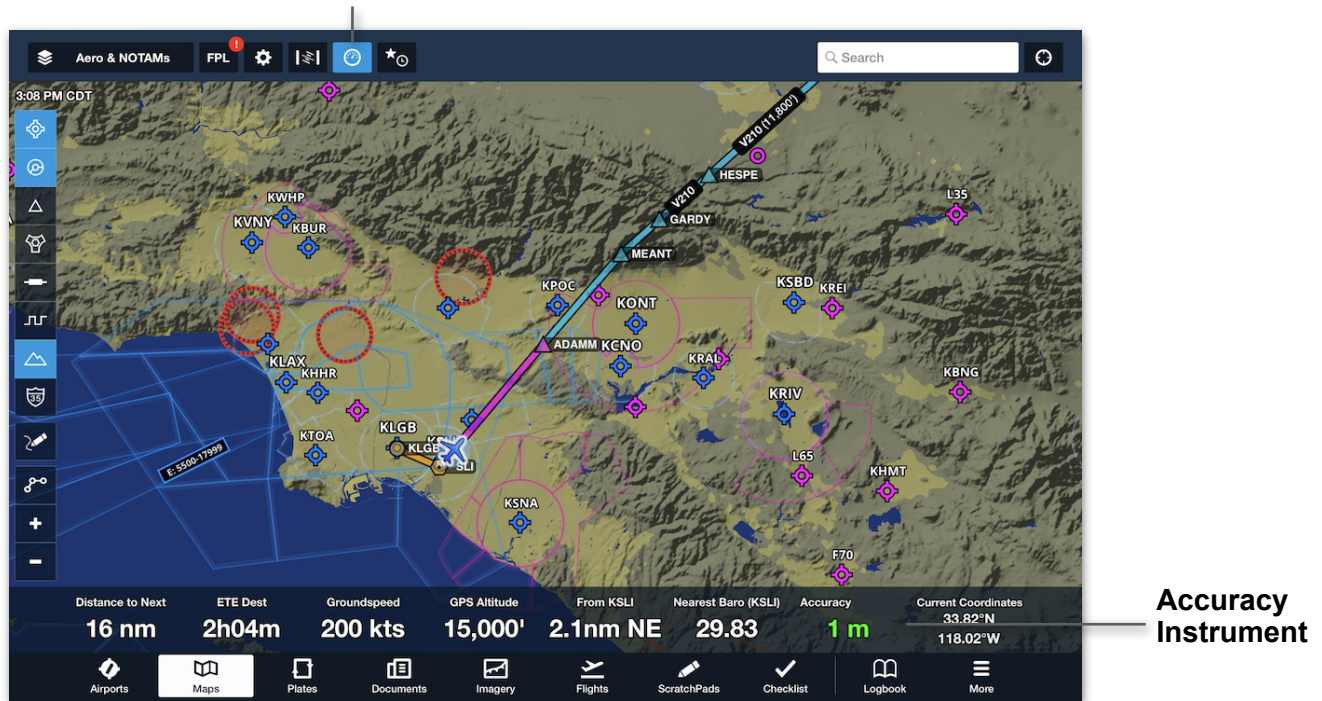 Aero & NOTAMs
FPL
!
Search
3:08 PM CDT
V210 (11,800')
HESPE
V210
L35
KWHP
GARDY
KVNY
KBUR
MEANT
KPOC
KSBD
KREI
KONT
ADAMM
KCNO
KLAX
KRAL
KHHR
KBNG
KRIV
35
KLGB
KTOA
KLGB
SLI
L65
E: 5500-17999
KHMT
KSNA
F70
Distance to Next
ETE Dest
Groundspeed
GPS Altitude
From KSLI
Nearest Baro (KSLI)
Accuracy
Current Coordinates
16 nm
2h04m
200 kts
15,000'
2.1nm NE
29.83
1 m
33.82°N
118.02°W
Accuracy
Instrument
Airports
Maps
Plates
Documents
Imagery
Flights
ScratchPads
Checklist
Logbook
More